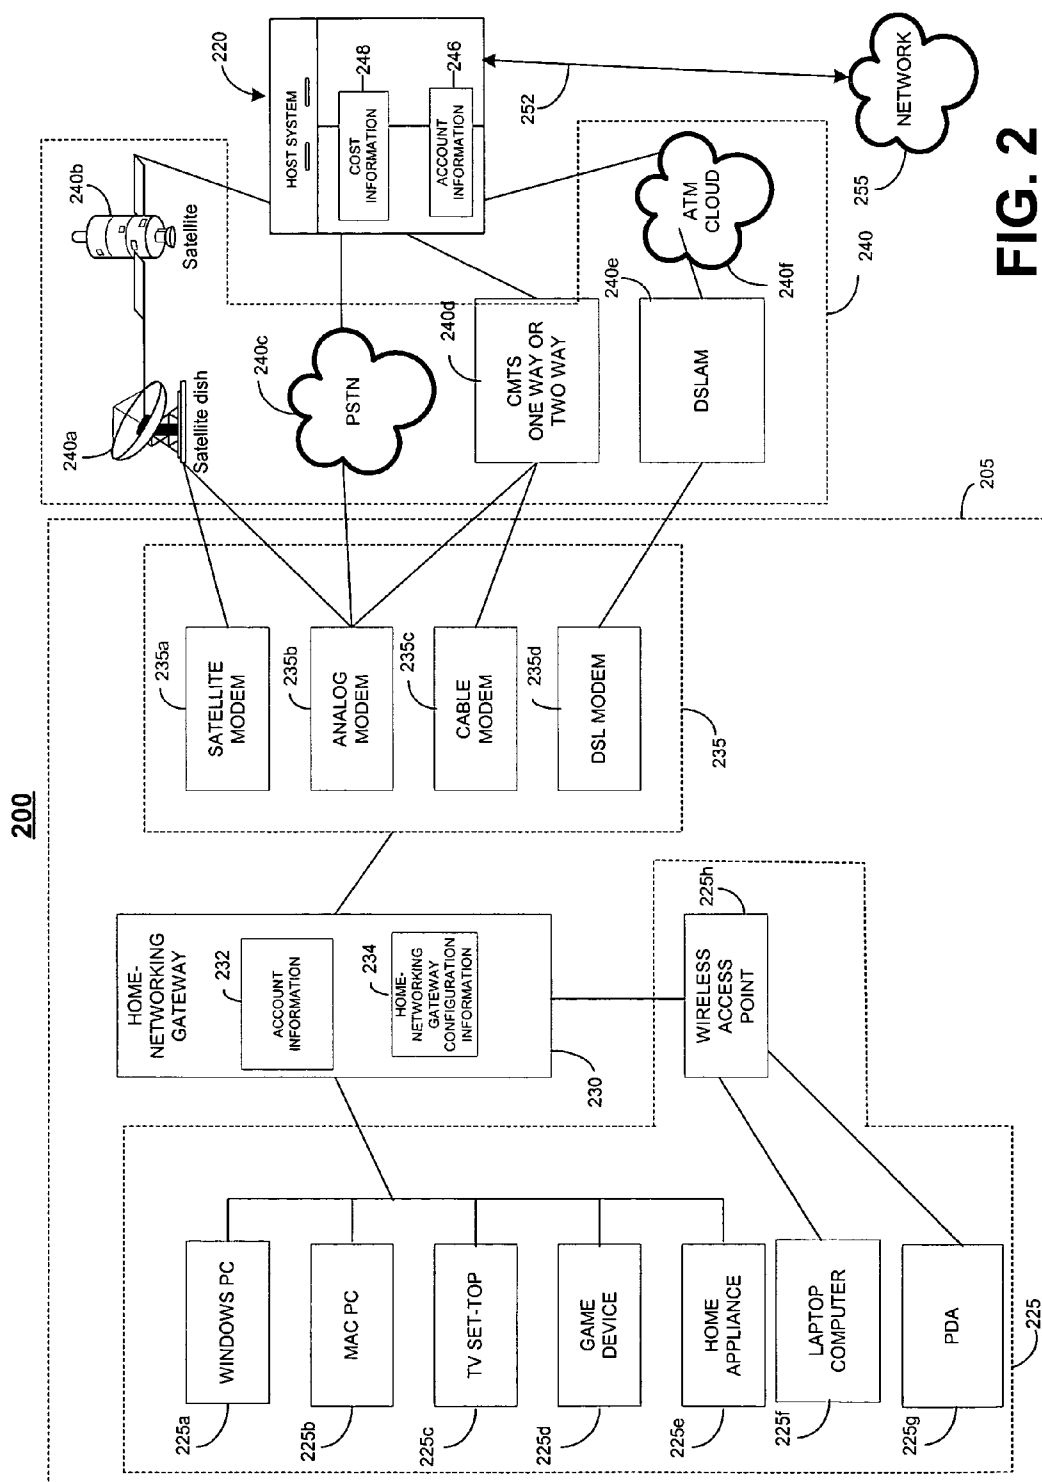 200
225a
WINDOWS PC
225b
MAC PC
225c
TV SET-TOP
225d
GAME
DEVICE
225e
HOME
APPLIANCE
225f
LAPTOP
COMPUTER
225g
PDA
225
HOME-
NETWORKING
GATEWAY
232
ACCOUNT
INFORMATION
234
HOME-
NETWORKING
GATEWAY
CONFIGURATION
INFORMATION
230
225h
WIRELESS
ACCESS
POINT
235a
SATELLITE
MODEM
235b
ANALOG
MODEM
235c
CABLE
MODEM
235d
DSL MODEM
235
205
240a
Satellite dish
240b
Satellite
240c
PSTN
240d
CMTS
ONE WAY OR
TWO WAY
240e
DSLAM
240f
ATM
CLOUD
240
220
HOST SYSTEM
248
COST
INFORMATION
246
ACCOUNT
INFORMATION
252
NETWORK
255
FIG. 2